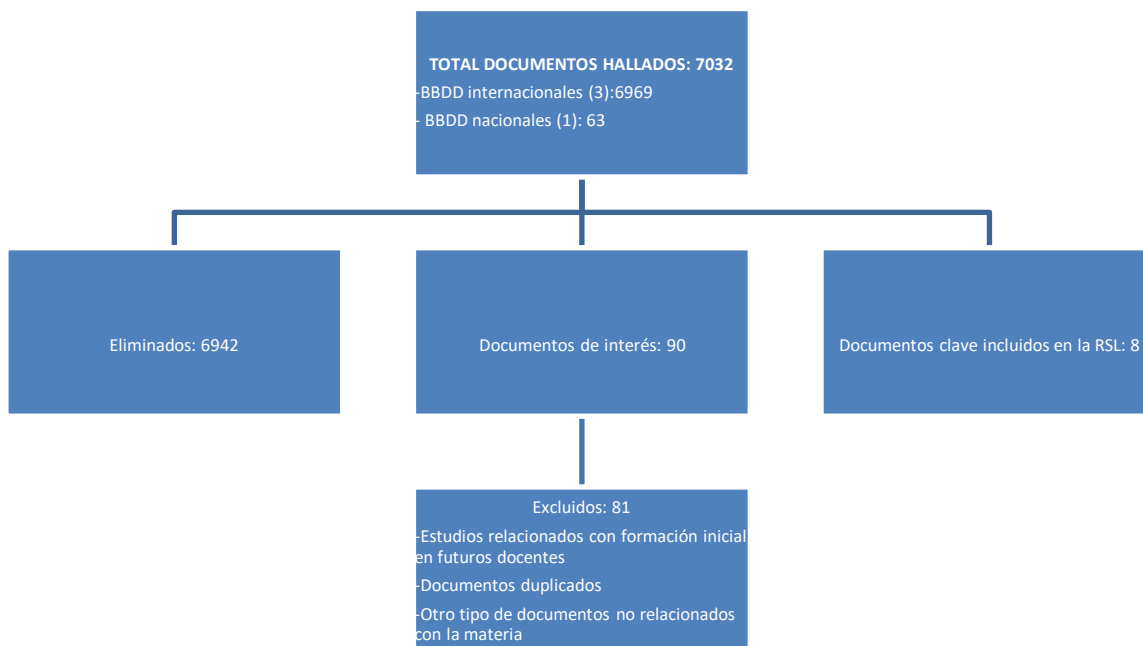 TOTAL DOCUMENTOS HALLADOS: 7032
-BBDD internacionales (3):6969
- BBDD nacionales (1): 63
Eliminados: 6942
Documentos de interés: 90
Documentos clave incluidos en la RSL: 8
Excluidos: 81
-Estudios relacionados con formación inicial
en futuros docentes
-Documentos duplicados
-Otro tipo de documentos no relacionados
con la materia